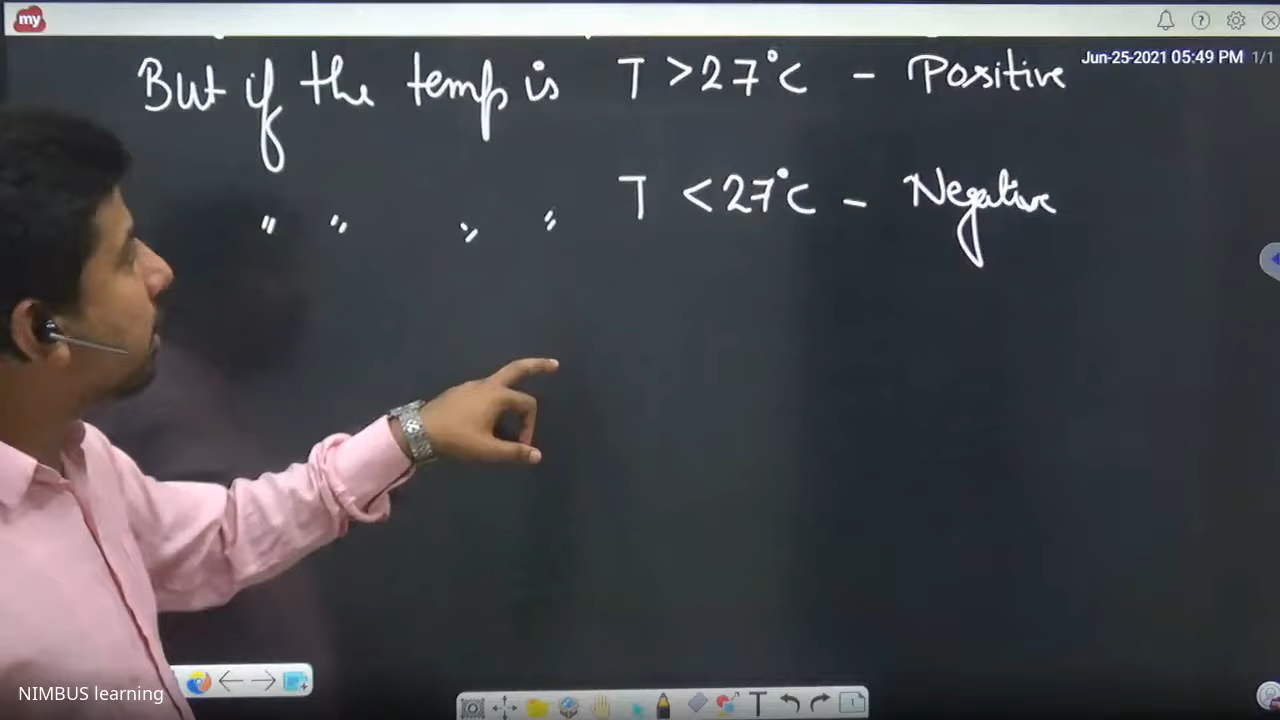 my
Jun-25-2021 05:49 PM 1/1
But if the temp is T > 27°C - Positive
" " " " T < 27°C - Negative
T
1
NIMBUS learning